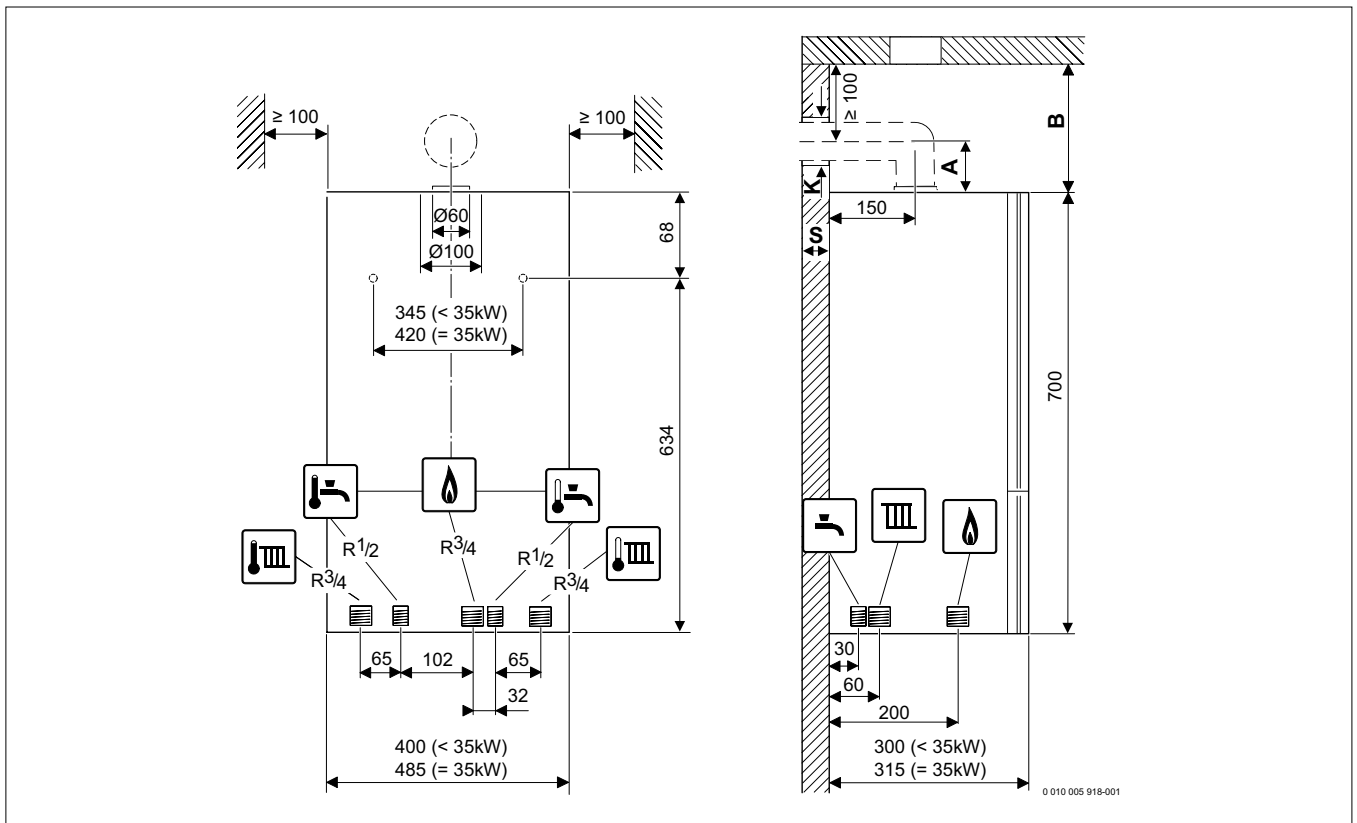 ≥ 100
≥ 100
Ø60
Ø100
68
345 (< 35kW)
420 (= 35kW)
634
R1/2
R3/4
R1/2
R3/4
R3/4
65
102
65
32
400 (< 35kW)
485 (= 35kW)
≥ 100
B
A
K
150
S
700
30
60
200
300 (< 35kW)
315 (= 35kW)
0 010 005 918-001